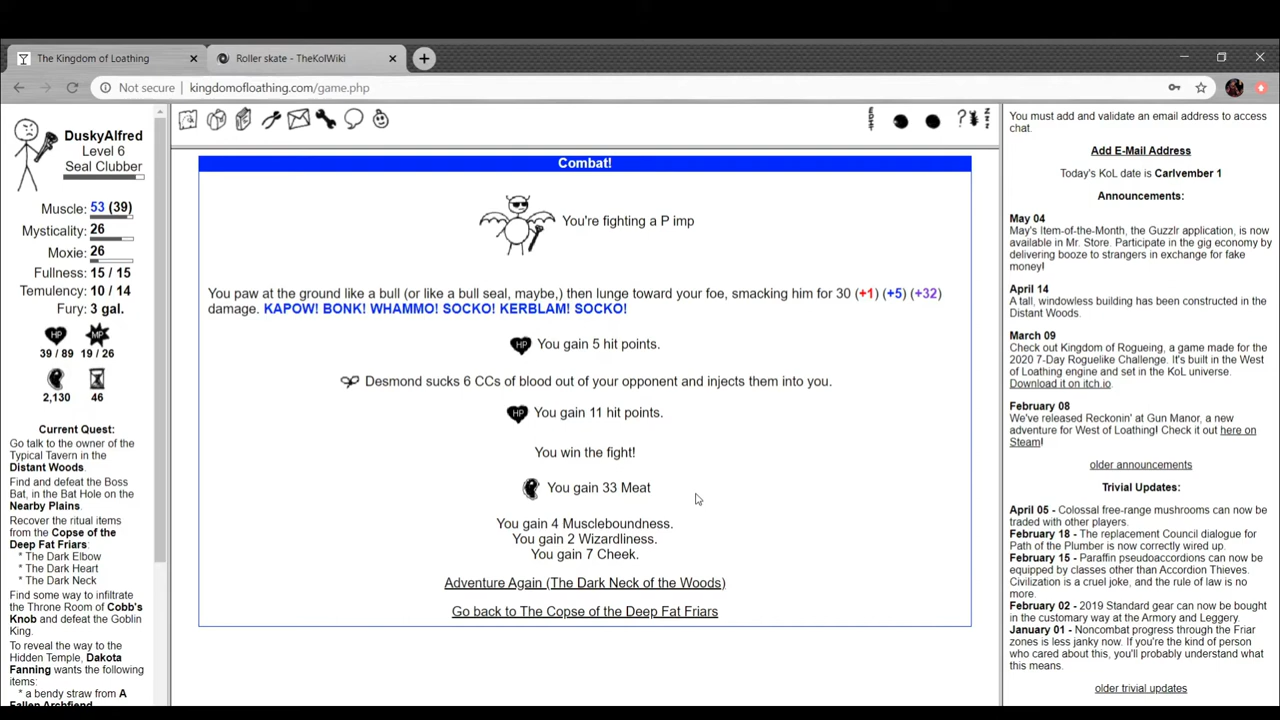 The Kingdom of Loathing
Roller skate - TheKolWiki
Not secure | kingdomofloathing.com/game.php
DuskyAlfred
Level 6
Seal Clubber
Muscle: 53 (39)
Mysticality: 26
Moxie: 26
Fullness: 15 / 15
Temulency: 10 / 14
Fury: 3 gal.
HP
MP
39 / 89
19 / 26
2,130
46
Current Quest:
Go talk to the owner of the
Typical Tavern in the
Distant Woods.
Find and defeat the Boss
Bat, in the Bat Hole on the
Nearby Plains.
Recover the ritual items
from the Copse of the
Deep Fat Friars:
* The Dark Elbow
* The Dark Heart
* The Dark Neck
Find some way to infiltrate
the Throne Room of Cobb's
Knob and defeat the Goblin
King.
To reveal the way to the
Hidden Temple, Dakota
Fanning wants the following
items:
* a bendy straw from A
Fallen Archfiend
Combat!
You're fighting a P imp
You paw at the ground like a bull (or like a bull seal, maybe,) then lunge toward your foe, smacking him for 30 (+1) (+5) (+32)
damage. KAPOW! BONK! WHAMMO! SOCKO! KERBLAM! SOCKO!
HP You gain 5 hit points.
Desmond sucks 6 CCs of blood out of your opponent and injects them into you.
HP You gain 11 hit points.
You win the fight!
You gain 33 Meat
You gain 4 Muscleboundness.
You gain 2 Wizardliness.
You gain 7 Cheek.
Adventure Again (The Dark Neck of the Woods)
Go back to The Copse of the Deep Fat Friars
You must add and validate an email address to access
chat.
Add E-Mail Address
Today's KoL date is Carlvember 1
Announcements:
May 04
May's Item-of-the-Month, the Guzzlr application, is now
available in Mr. Store. Participate in the gig economy by
delivering booze to strangers in exchange for fake
money!
April 14
A tall, windowless building has been constructed in the
Distant Woods.
March 09
Check out Kingdom of Rogueing, a game made for the
2020 7-Day Roguelike Challenge. It's built in the West
of Loathing engine and set in the KoL universe.
Download it on itch.io.
February 08
We've released Reckonin' at Gun Manor, a new
adventure for West of Loathing! Check it out here on
Steam!
older announcements
Trivial Updates:
April 05 - Colossal free-range mushrooms can now be
traded with other players.
February 18 - The replacement Council dialogue for
Path of the Plumber is now correctly wired up.
February 15 - Paraffin pseudoaccordions can now be
equipped by classes other than Accordion Thieves.
Civilization is a cruel joke, and the rule of law is no
more.
February 02 - 2019 Standard gear can now be bought
in the customary way at the Armory and Leggery.
January 01 - Noncombat progress through the Friar
zones is less janky now. If you're the kind of person
who cared about this, you'll probably understand what
this means.
older trivial updates